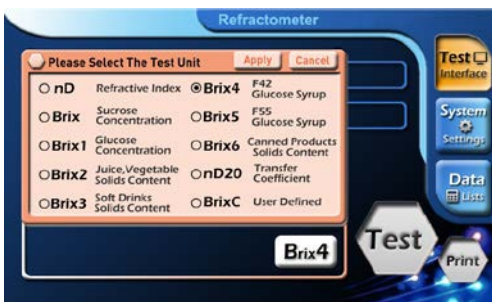 Refractometer
Please Select The Test Unit Apply Cancel
nD Refractive Index
Brix4 F42
Glucose Syrup
Brix Sucrose
Concentration
Brix5 F55
Glucose Syrup
Brix1 Glucose
Concentration
Brix6 Canned Products
Solids Content
Brix2 Juice,Vegetable
Solids Content
nD20 Transfer
Coefficient
Brix3 Soft Drinks
Solids Content
BrixC User Defined
Brix4
Test
Print
Test
Interface
System
Settings
Data
Lists